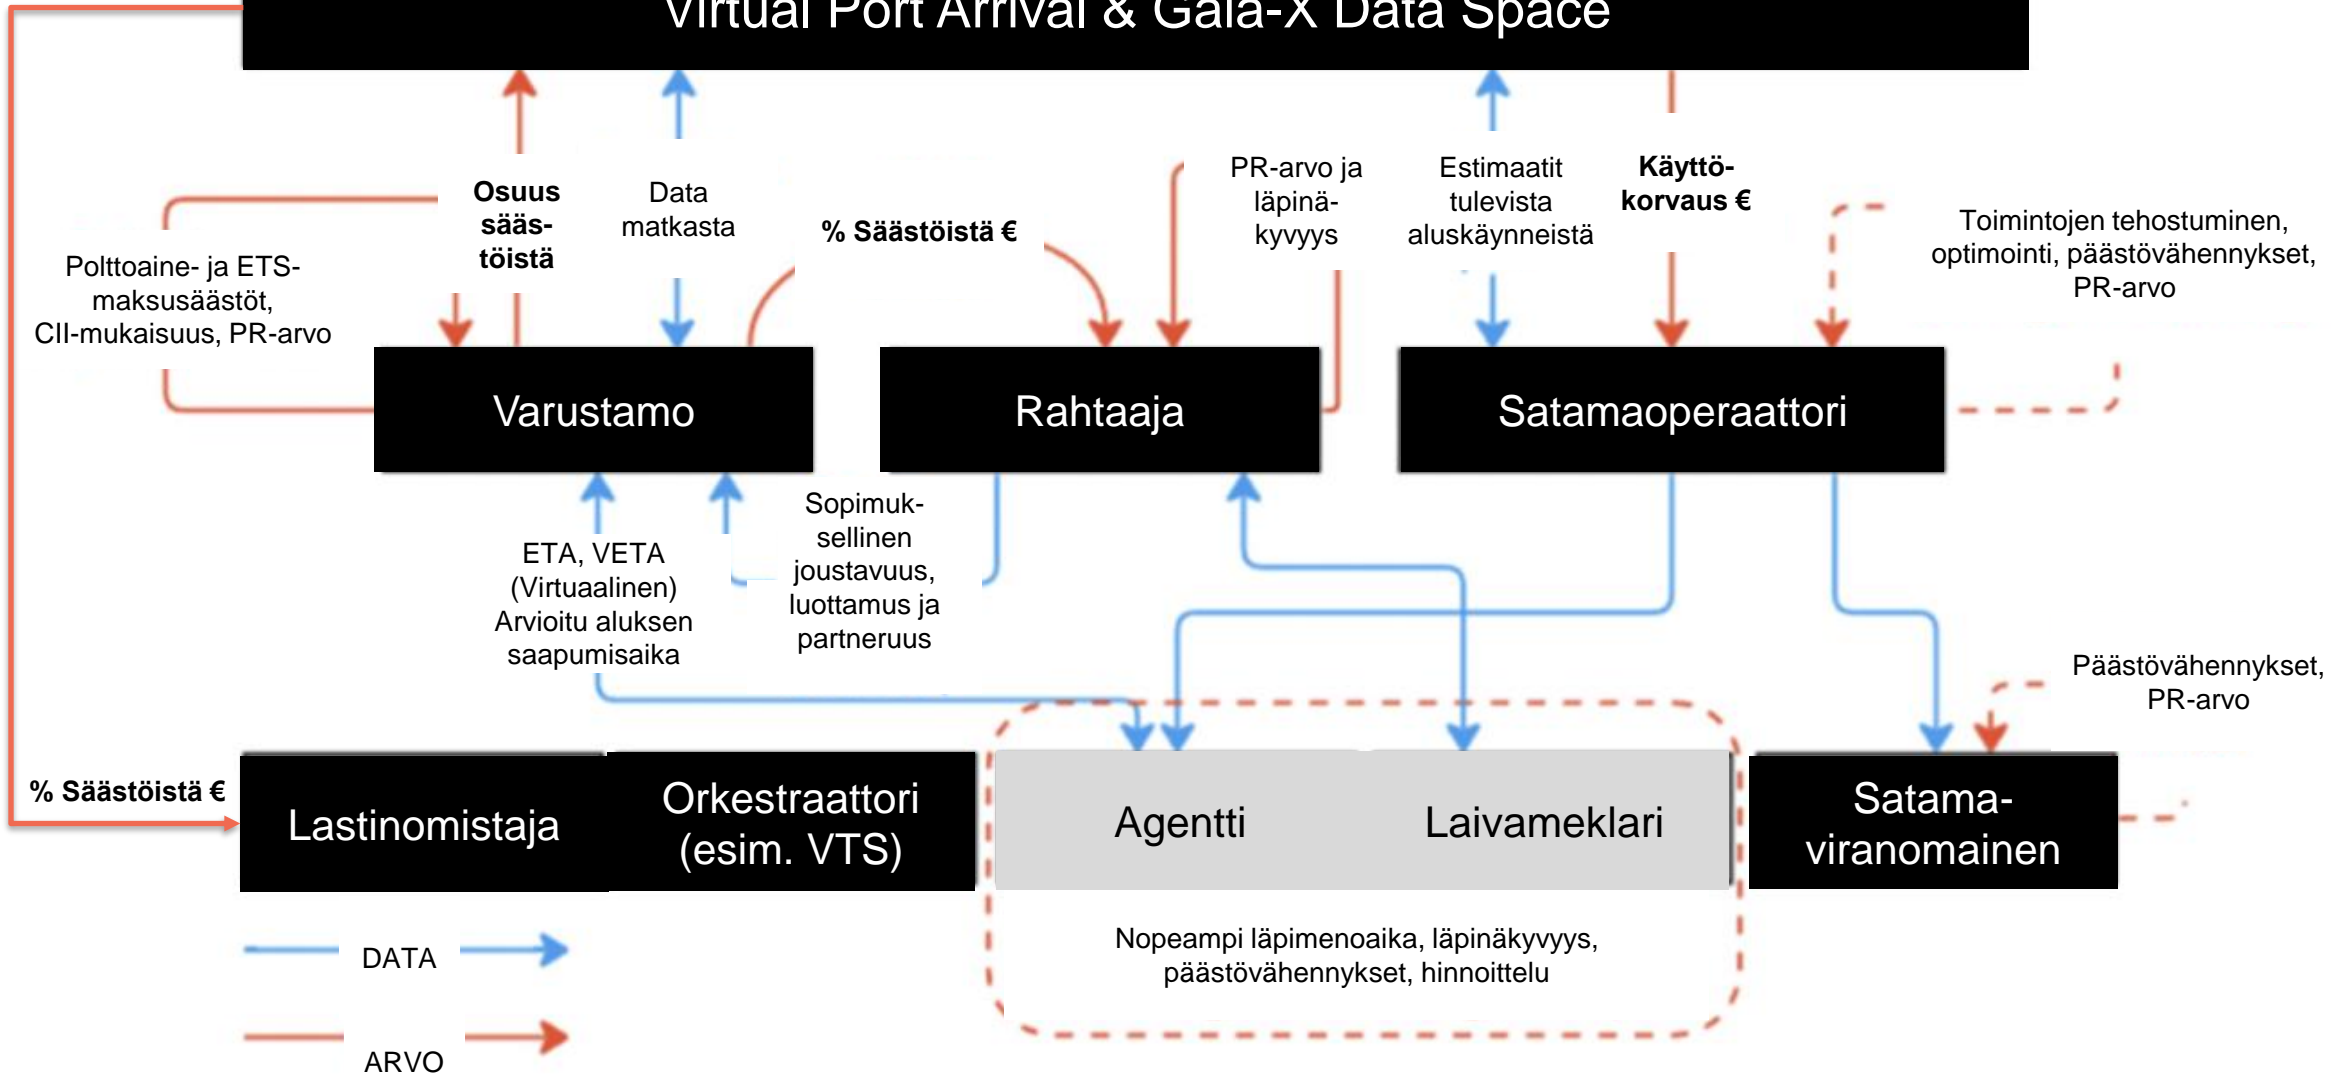 Virtual Port Arrival & Gaia-X Data Space
Osuus
sääs-
töistä
Data
matkasta
% Säästöistä €
PR-arvo ja
läpinä-
kyvyys
Estimaatit
tulevista
aluskäynneistä
Käyttö-
korvaus €
Toimintojen tehostuminen,
optimointi, päästövähennykset,
PR-arvo
Polttoaine- ja ETS-
maksusäästöt,
CII-mukaisuus, PR-arvo
Varustamo
Rahtaaja
Satamaoperaattori
ETA, VETA
(Virtuaalinen)
Arvioitu aluksen
saapumisaika
Sopimuk-
sellinen
joustavuus,
luottamus ja
partneruus
Päästövähennykset,
PR-arvo
% Säästöistä €
Lastinomistaja
Orkestraattori
(esim. VTS)
Agentti
Laivameklari
Satama-
viranomainen
Nopeampi läpimenoaika, läpinäkyvyys,
päästövähennykset, hinnoittelu
DATA
ARVO